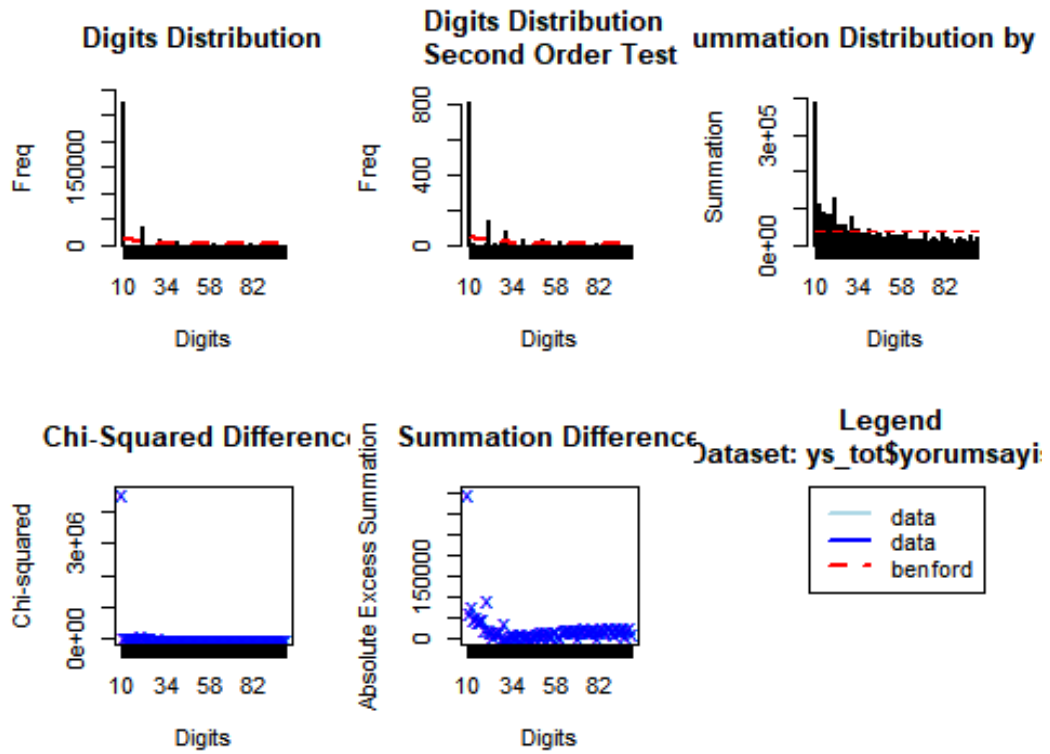 Digits Distribution
Freq
0
150000
10 34 58 82
Digits
Digits Distribution
Second Order Test
Freq
0
400
800
10 34 58 82
Digits
ummation Distribution by
Summation
0e+00
3e+05
10 34 58 82
Digits
Chi-Squared Difference
Chi-squared
0e+00
3e+06
10 34 58 82
Digits
Summation Difference
Absolute Excess Summation
0
150000
10 34 58 82
Digits
Legend
Dataset: ys_tot$yorumsayis
data
data
benford